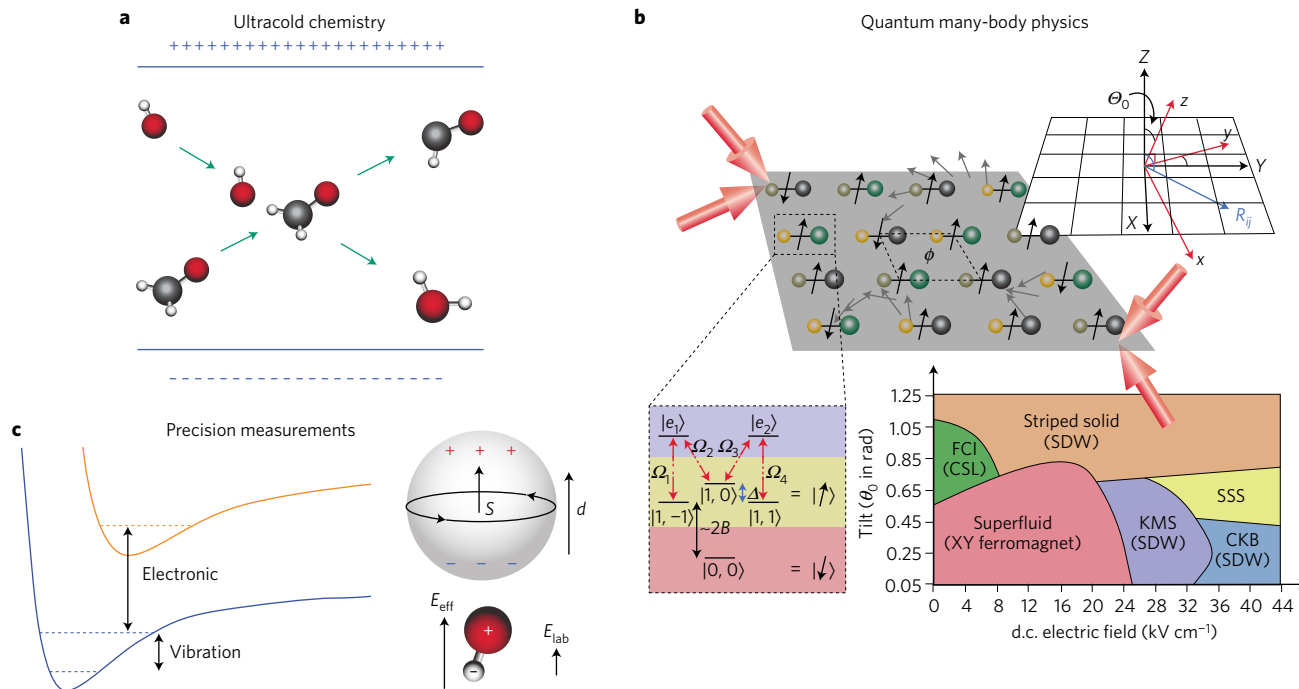 a
Ultracold chemistry
+ + + + + + + + + + + + + + + + + + + + + +
− − − − − − − − − − − − − − − − − − − −
b
Quantum many-body physics
Z
Θ0
z
y
Y
Rij
X
x
ϕ
|e1⟩ |e2⟩
Ω1 Ω2 Ω3 Ω4
|1, 0⟩ Δ = |↑⟩
|1, −1⟩ |1, 1⟩
~2B
|0, 0⟩ = |↓⟩
Tilt (θ0 in rad)
1.25
1.05
0.85
0.65
0.45
0.25
0.05
Striped solid
(SDW)
FCI
(CSL)
Superfluid
(XY ferromagnet)
KMS
(SDW)
SSS
CKB
(SDW)
0 4 8 12 16 20 24 28 32 36 44
d.c. electric field (kV cm−1)
c
Precision measurements
Electronic
Vibration
+ + +
S
d
− − −
Eeff
+
−
Elab